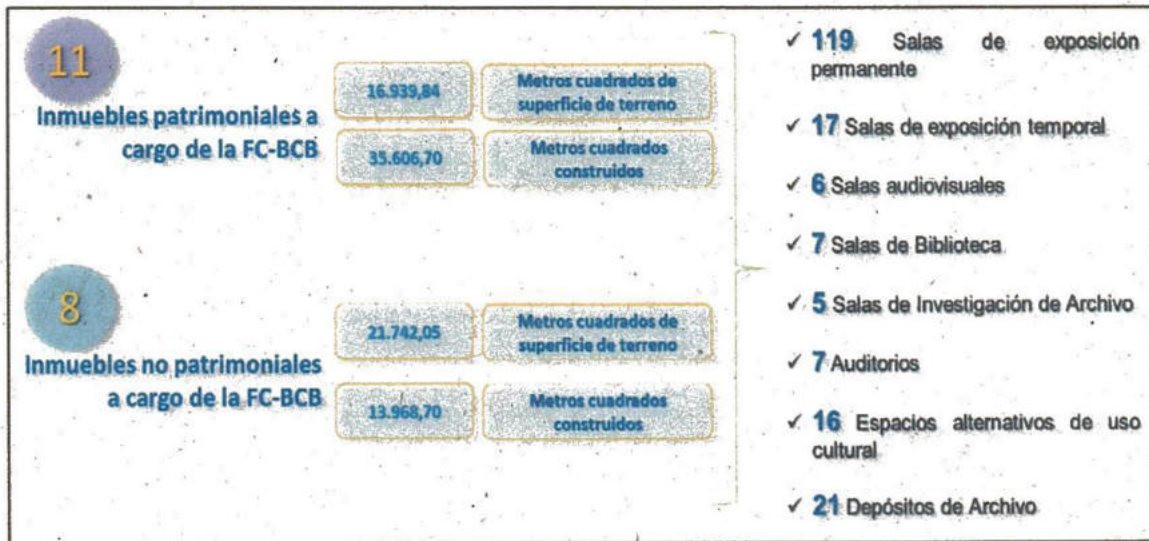 11
Inmuebles patrimoniales a
cargo de la FC-BCB
16.939,84
Metros cuadrados de
superficie de terreno
35.606,70
Metros cuadrados
construidos
8
Inmuebles no patrimoniales
a cargo de la FC-BCB
21.742,05
Metros cuadrados de
superficie de terreno
13.968,70
Metros cuadrados
construidos
✓ 119 Salas de exposición
permanente
✓ 17 Salas de exposición temporal
✓ 6 Salas audiovisuales
✓ 7 Salas de Biblioteca
✓ 5 Salas de Investigación de Archivo
✓ 7 Auditorios
✓ 16 Espacios alternativos de uso
cultural
✓ 21 Depósitos de Archivo